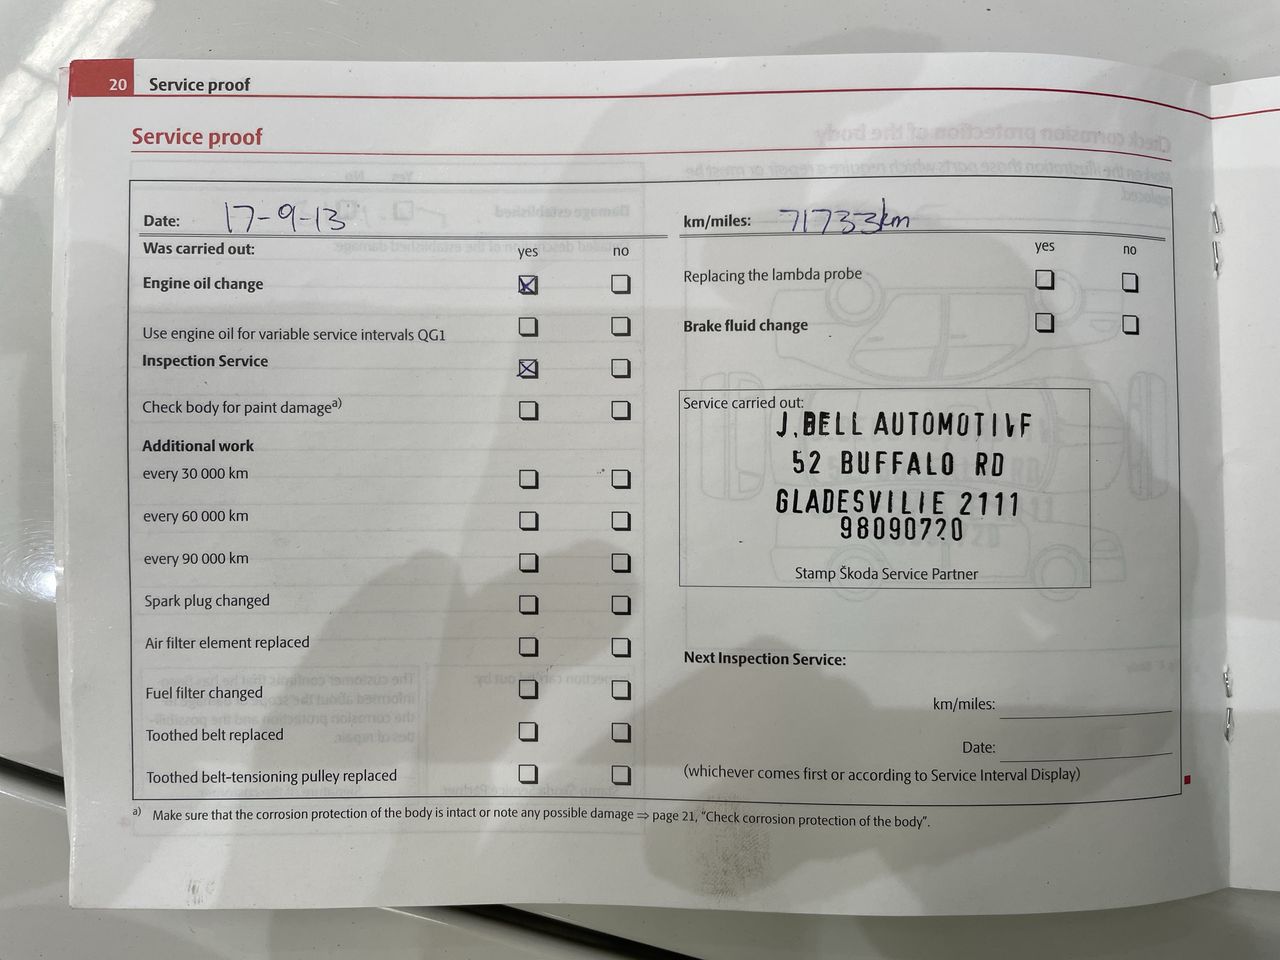 20 Service proof
Service proof
Date: 17-9-13
Was carried out: yes no
Engine oil change
Use engine oil for variable service intervals QG1
Inspection Service
Check body for paint damage a)
Additional work
every 30 000 km
every 60 000 km
every 90 000 km
Spark plug changed
Air filter element replaced
Fuel filter changed
Toothed belt replaced
Toothed belt-tensioning pulley replaced
km/miles: 71733km
yes no
Replacing the lambda probe
Brake fluid change
Service carried out:
J.BELL AUTOMOTIVE
52 BUFFALO RD
GLADESVILIE 2111
98090720
Stamp Škoda Service Partner
Next Inspection Service:
km/miles:
Date:
(whichever comes first or according to Service Interval Display)
a) Make sure that the corrosion protection of the body is intact or note any possible damage ⇒ page 21, “Check corrosion protection of the body”.